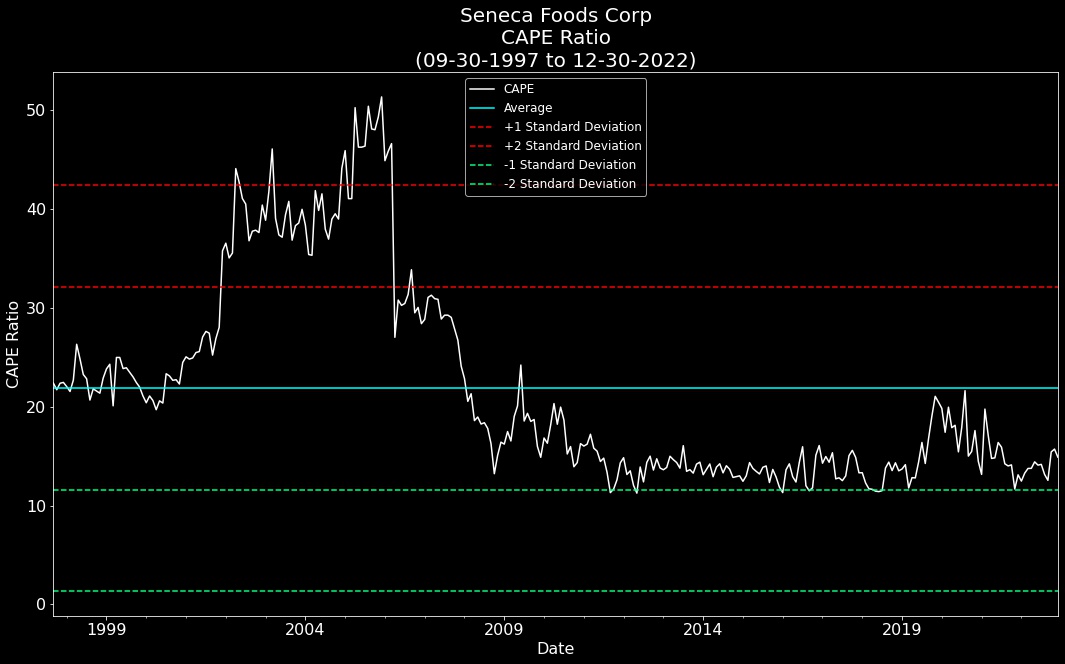 Seneca Foods Corp
CAPE Ratio
(09-30-1997 to 12-30-2022)
CAPE
Average
+1 Standard Deviation
+2 Standard Deviation
-1 Standard Deviation
-2 Standard Deviation
CAPE Ratio
50
40
30
20
10
0
1999 2004 2009 2014 2019
Date